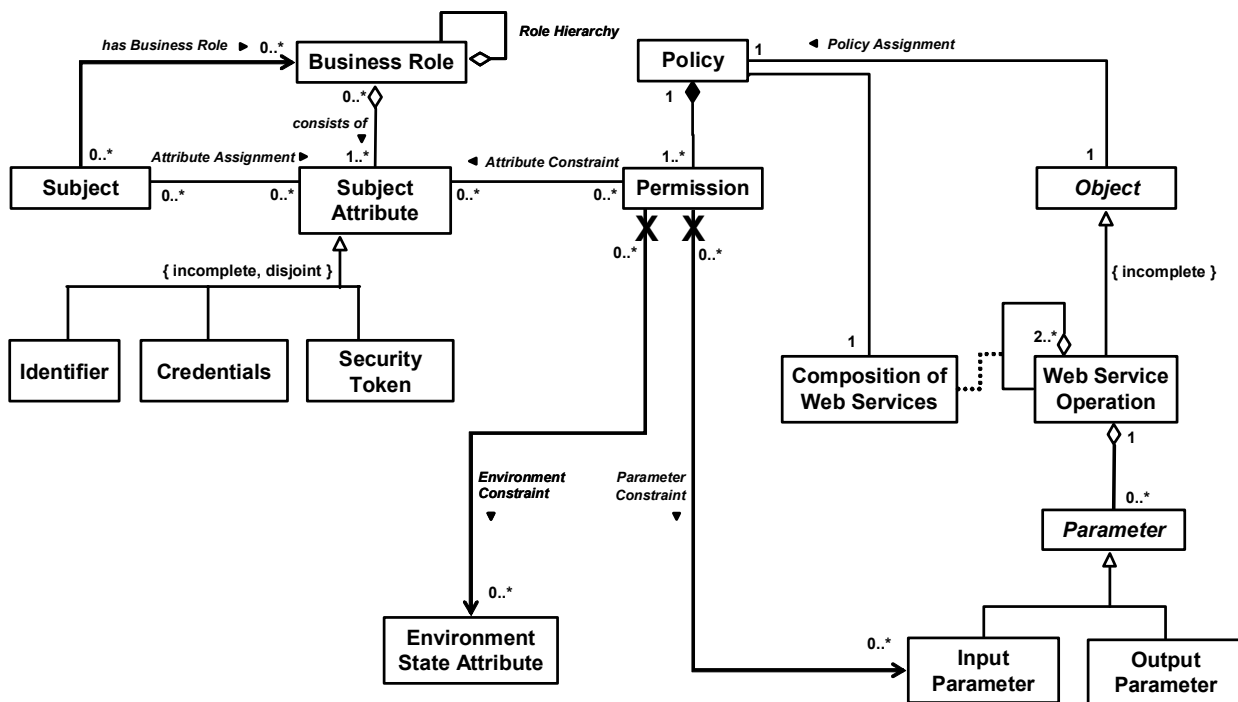 has Business Role ► 0..*
Role Hierarchy
Business Role
Policy
1
◄ Policy Assignment
0..*
1
consists of
▼
0..*
Attribute Assignment ►
1..*
◄ Attribute Constraint
1..*
1
Subject
Subject
Attribute
Permission
Object
0..*
0..*
0..*
0..*
X
X
0..*
0..*
{ incomplete, disjoint }
{ incomplete }
Identifier
Credentials
Security
Token
1
2..*
Composition of
Web Services
Web Service
Operation
1
Environment
Constraint
▼
Parameter
Constraint
▼
0..*
Parameter
0..*
0..*
Environment
State Attribute
Input
Parameter
Output
Parameter